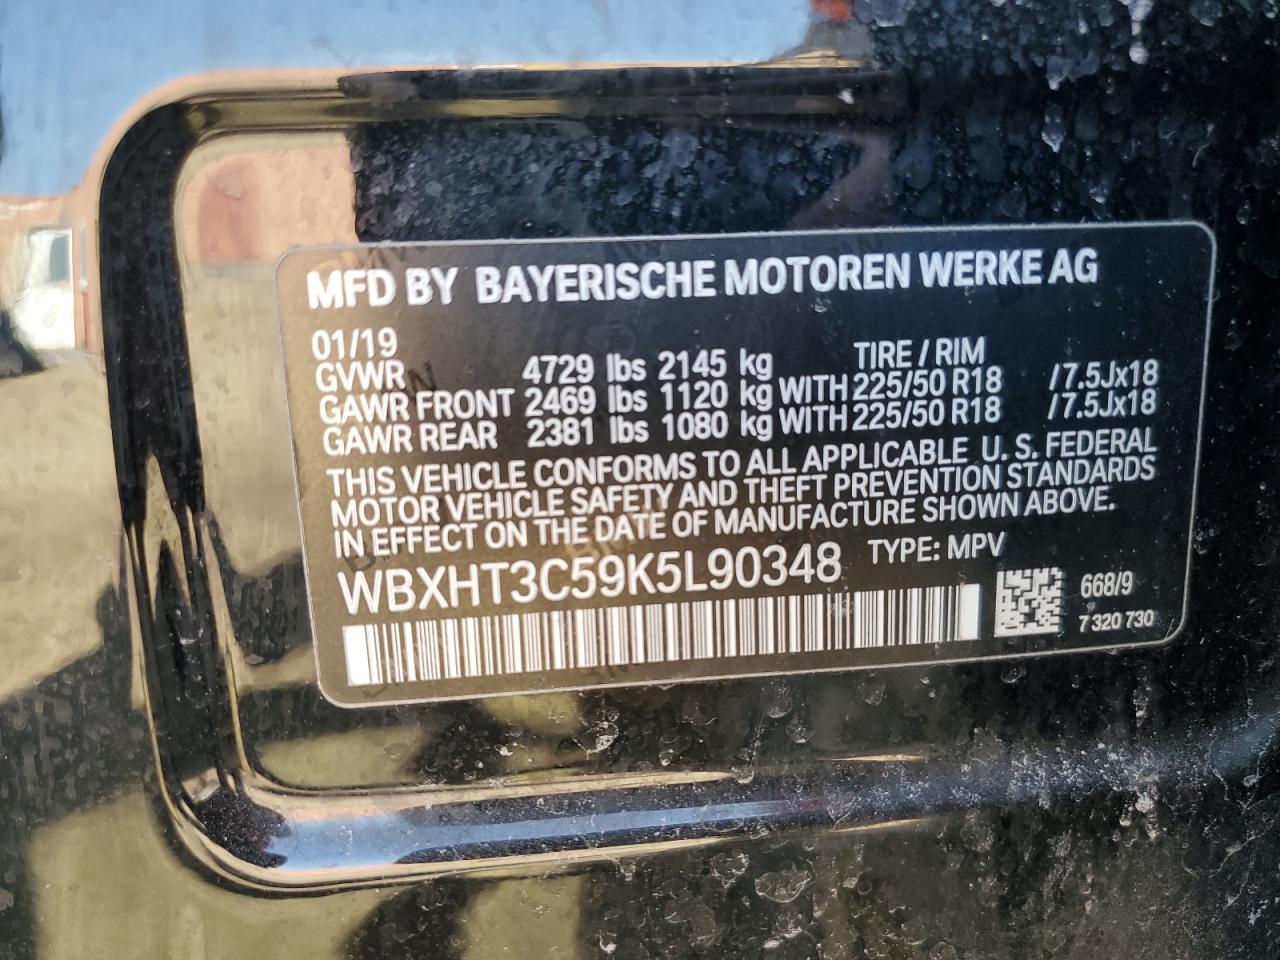 MFD BY BAYERISCHE MOTOREN WERKE AG
01/19 TIRE / RIM
GVWR 4729 lbs 2145 kg
GAWR FRONT 2469 lbs 1120 kg WITH 225/50 R18 /7.5Jx18
GAWR REAR 2381 lbs 1080 kg WITH 225/50 R18 /7.5Jx18
THIS VEHICLE CONFORMS TO ALL APPLICABLE U. S. FEDERAL
MOTOR VEHICLE SAFETY AND THEFT PREVENTION STANDARDS
IN EFFECT ON THE DATE OF MANUFACTURE SHOWN ABOVE.
WBXHT3C59K5L90348 TYPE: MPV
668/9
7 320 730